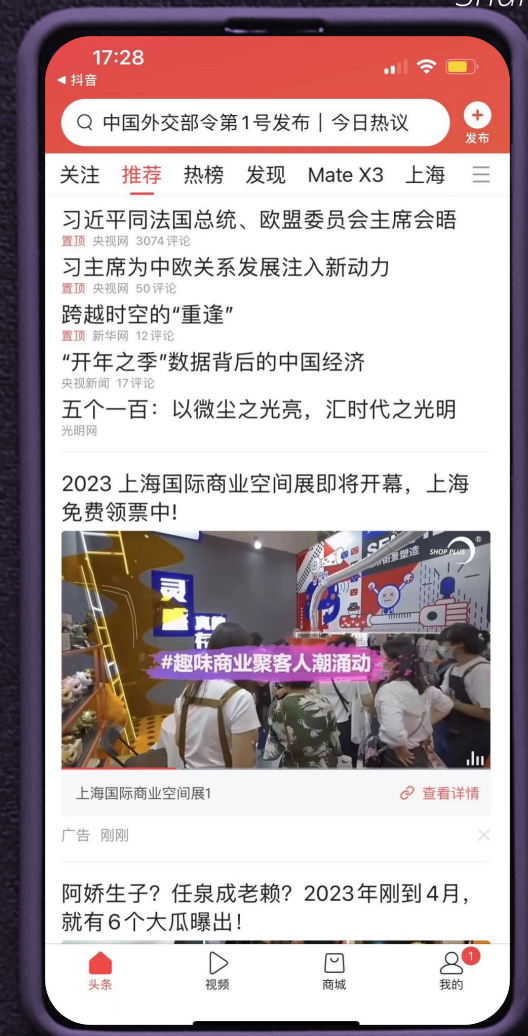 17:28
抖音
中国外交部令第1号发布｜今日热议
发布
关注 推荐 热榜 发现 Mate X3 上海
习近平同法国总统、欧盟委员会主席会晤
置顶 央视网 3074评论
习主席为中欧关系发展注入新动力
置顶 央视网 50评论
跨越时空的“重逢”
置顶 新华网 12评论
“开年之季”数据背后的中国经济
央视新闻 17评论
五个一百：以微尘之光亮，汇时代之光明
光明网
2023 上海国际商业空间展即将开幕，上海
免费领票中!
SHOP PLUS
灵
#趣味商业聚客人潮涌动
上海国际商业空间展1
查看详情
广告 刚刚
阿娇生子？任泉成老赖？2023年刚到4月，
就有6个大瓜曝出！
头条 视频 商城 我的
1